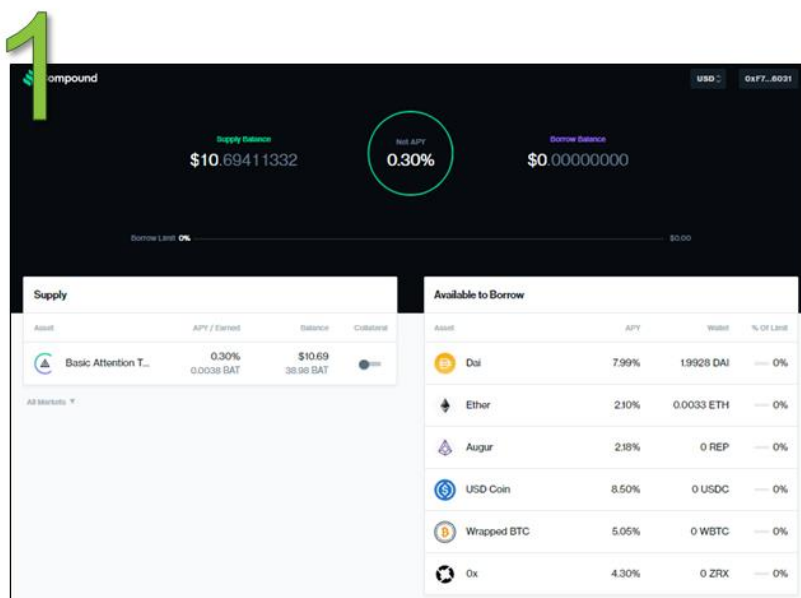 1
Compound
USD
0xF7...6031
Supply Balance
$10.69411332
Net APY
0.30%
Borrow Balance
$0.00000000
Borrow Limit 0%
$0.00
Supply
Asset APY / Earned Balance Collateral
Basic Attention T... 0.30% $10.69
0.0038 BAT 38.98 BAT
All Markets
Available to Borrow
Asset APY Wallet % Of Limit
Dai 7.99% 1.9928 DAI 0%
Ether 2.10% 0.0033 ETH 0%
Augur 2.18% 0 REP 0%
USD Coin 8.50% 0 USDC 0%
Wrapped BTC 5.05% 0 WBTC 0%
0x 4.30% 0 ZRX 0%